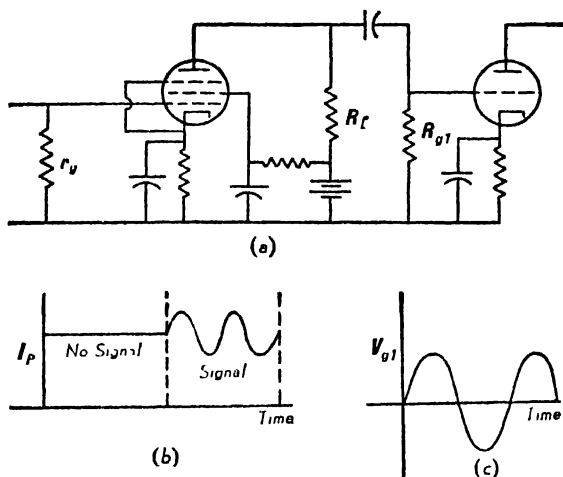 r_g
R_ℓ
R_g1
(a)
I_P
No Signal
Signal
Time
(b)
V_g1
Time
(c)